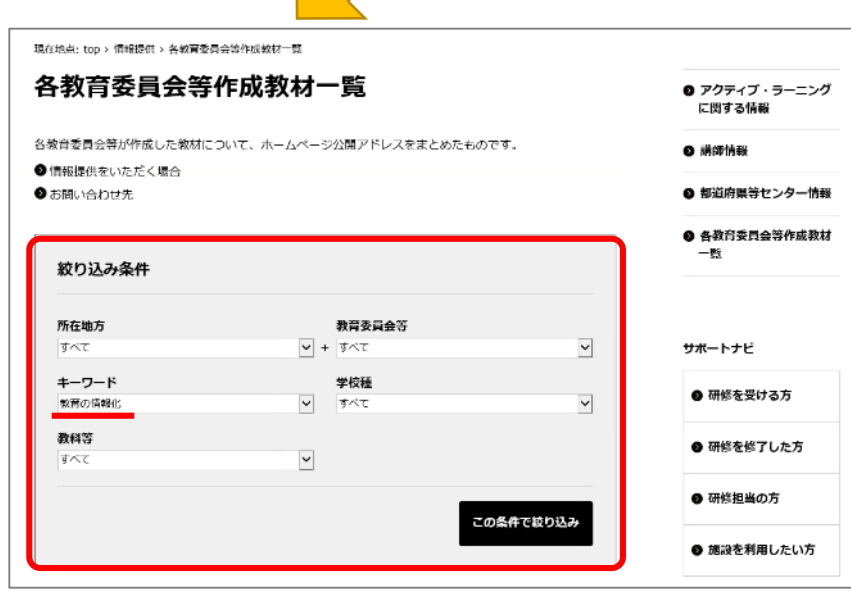 現在地点: top › 情報提供 › 各教育委員会等作成教材一覧
各教育委員会等作成教材一覧
各教育委員会等が作成した教材について、ホームページ公開アドレスをまとめたものです。
情報提供をいただく場合
お問い合わせ先
絞り込み条件
所在地方
教育委員会等
すべて
+
すべて
キーワード
学校種
教育の情報化
すべて
教科等
すべて
この条件で絞り込み
アクティブ・ラーニング
に関する情報
講師情報
都道府県等センター情報
各教育委員会等作成教材
一覧
サポートナビ
研修を受ける方
研修を修了した方
研修担当の方
施設を利用したい方